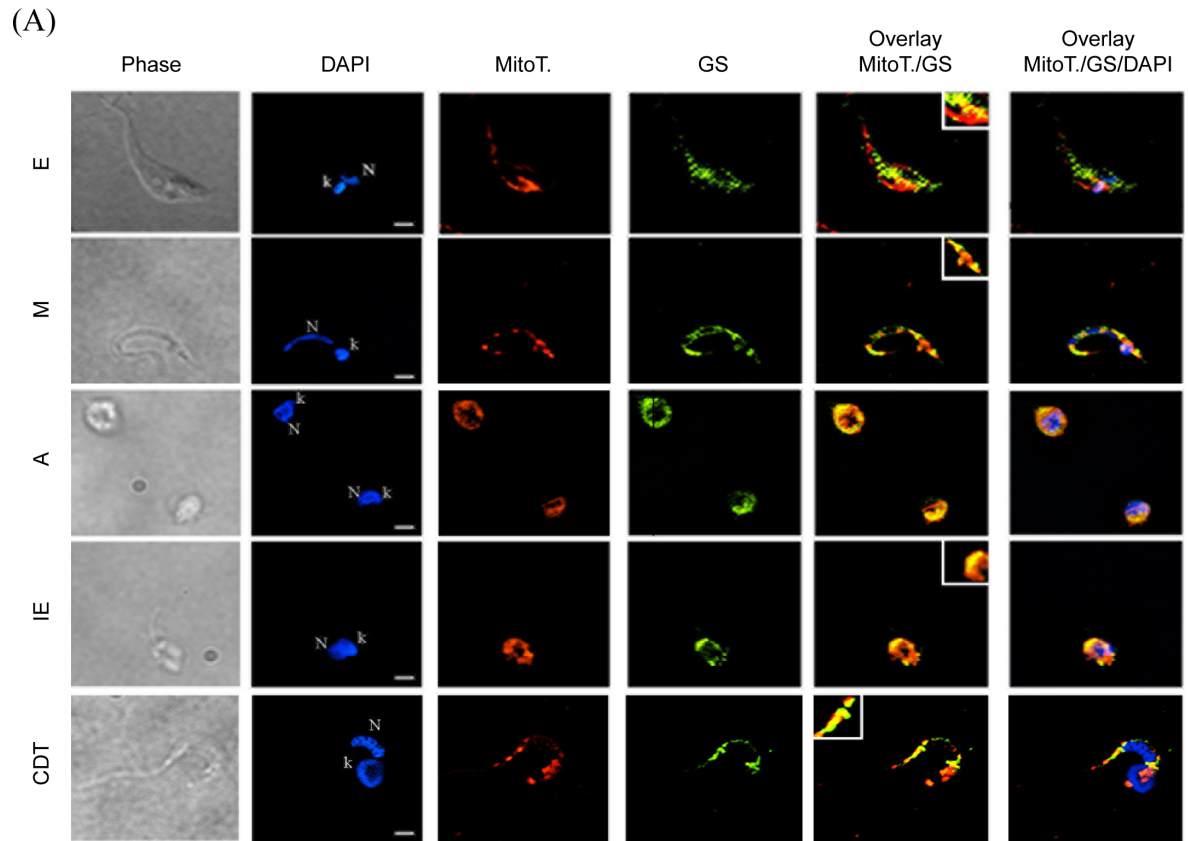 (A)
Phase DAPI MitoT. GS Overlay MitoT./GS Overlay MitoT./GS/DAPI
E
k N
M
N k
A
k
N
N k
IE
N k
CDT
N
k